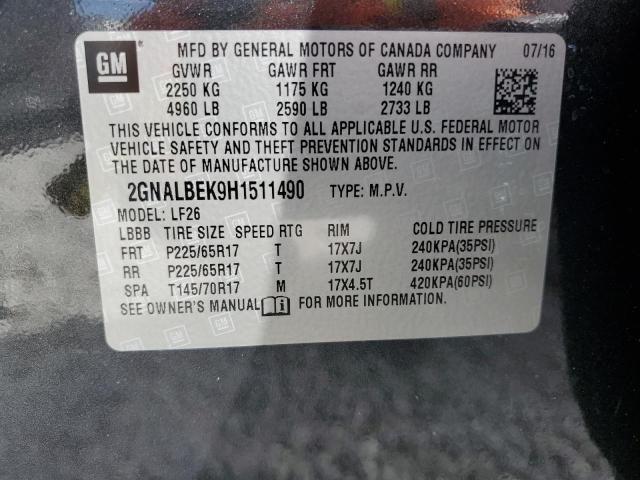 GM MFD BY GENERAL MOTORS OF CANADA COMPANY 07/16
GVWR GAWR FRT GAWR RR
2250 KG 1175 KG 1240 KG
4960 LB 2590 LB 2733 LB
THIS VEHICLE CONFORMS TO ALL APPLICABLE U.S. FEDERAL MOTOR
VEHICLE SAFETY AND THEFT PREVENTION STANDARDS IN EFFECT ON
THE DATE OF MANUFACTURE SHOWN ABOVE.
2GNALBEK9H1511490 TYPE: M.P.V.
MODEL: LF26
LBBB TIRE SIZE SPEED RTG RIM COLD TIRE PRESSURE
FRT P225/65R17 T 17X7J 240KPA(35PSI)
RR P225/65R17 T 17X7J 240KPA(35PSI)
SPA T145/70R17 M 17X4.5T 420KPA(60PSI)
SEE OWNER'S MANUAL FOR MORE INFORMATION.